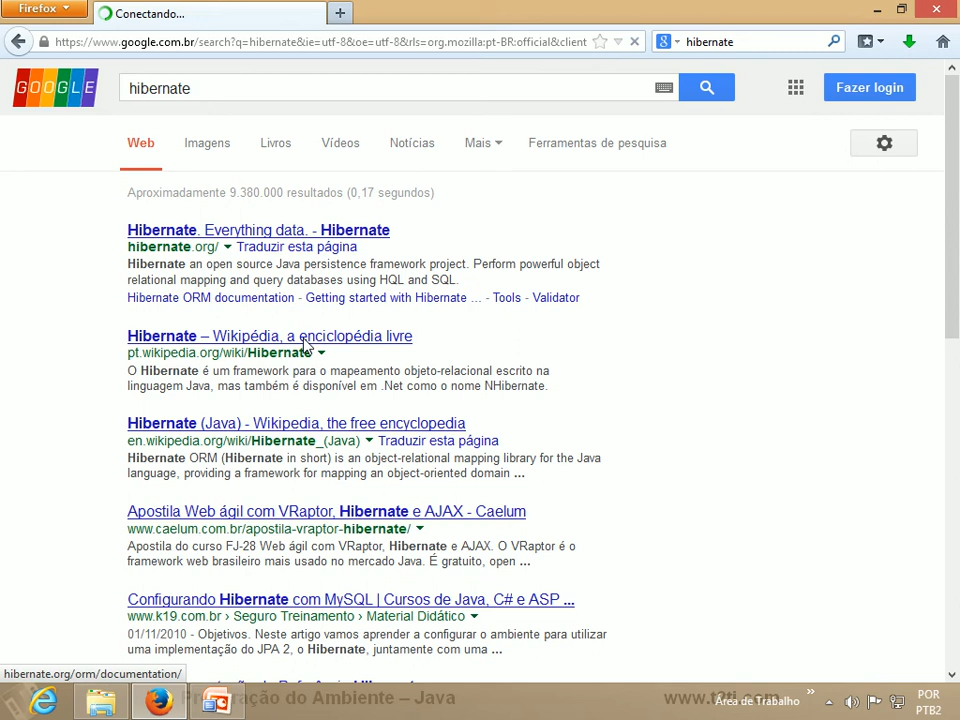 Firefox
Conectando...
https://www.google.com.br/search?q=hibernate&ie=utf-8&oe=utf-8&rls=org.mozilla:pt-BR:official&client
hibernate
GOOGLE
hibernate
Fazer login
Web
Imagens
Livros
Vídeos
Notícias
Mais
Ferramentas de pesquisa
Aproximadamente 9.380.000 resultados (0,17 segundos)
Hibernate. Everything data. - Hibernate
hibernate.org/ Traduzir esta página
Hibernate an open source Java persistence framework project. Perform powerful object
relational mapping and query databases using HQL and SQL.
Hibernate ORM documentation - Getting started with Hibernate ... - Tools - Validator
Hibernate – Wikipédia, a enciclopédia livre
pt.wikipedia.org/wiki/Hibernate
O Hibernate é um framework para o mapeamento objeto-relacional escrito na
linguagem Java, mas também é disponível em .Net como o nome NHibernate.
Hibernate (Java) - Wikipedia, the free encyclopedia
en.wikipedia.org/wiki/Hibernate_(Java) Traduzir esta página
Hibernate ORM (Hibernate in short) is an object-relational mapping library for the Java
language, providing a framework for mapping an object-oriented domain ...
Apostila Web ágil com VRaptor, Hibernate e AJAX - Caelum
www.caelum.com.br/apostila-vraptor-hibernate/
Apostila do curso FJ-28 Web ágil com VRaptor, Hibernate e AJAX. O VRaptor é o
framework web brasileiro mais usado no mercado Java. É gratuito, open ...
Configurando Hibernate com MySQL | Cursos de Java, C# e ASP ...
www.k19.com.br › Seguro Treinamento › Material Didático
01/11/2010 - Objetivos. Neste artigo vamos aprender a configurar o ambiente para utilizar
uma implementação do JPA 2, o Hibernate, juntamente com uma ...
hibernate.org/orm/documentation/
do Ambiente – Java
Área de Trabalho
POR
PTB2